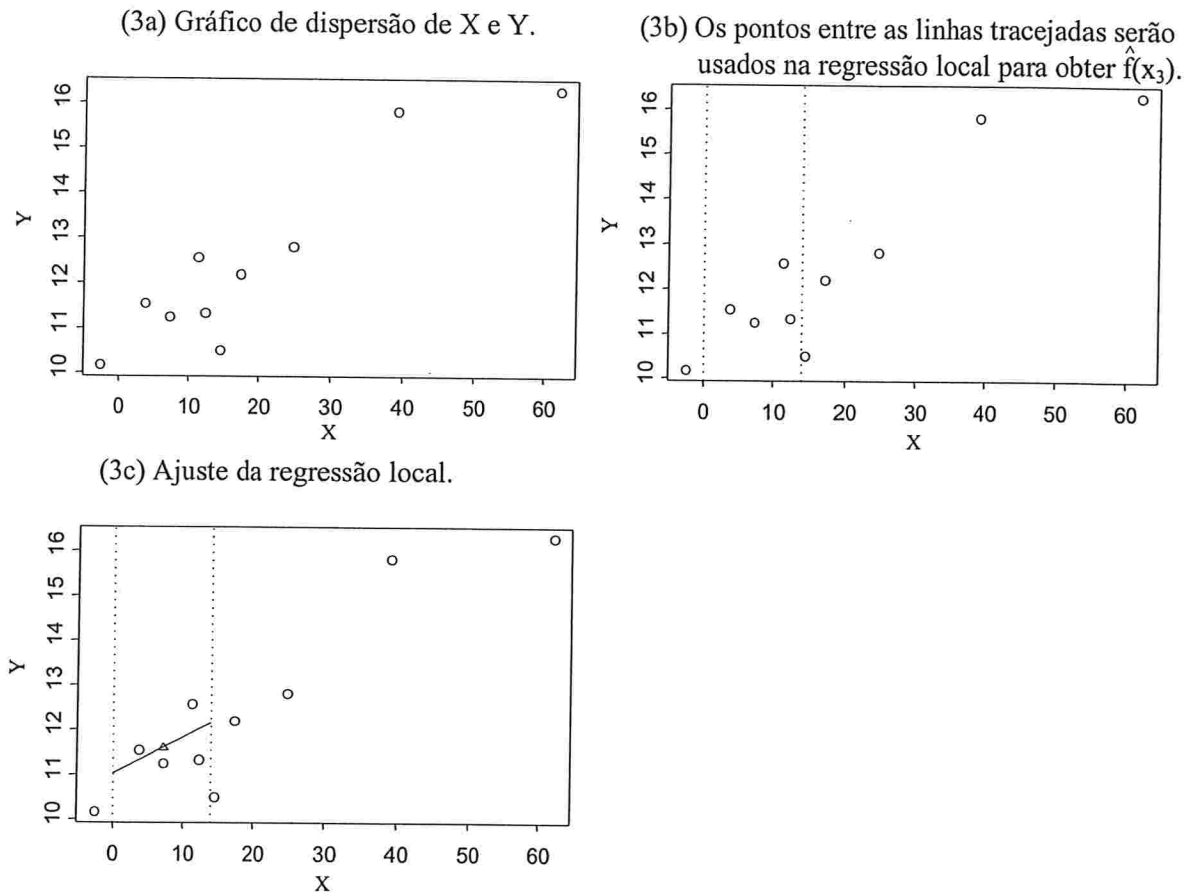 (3a) Gráfico de dispersão de X e Y.
16
15
14
13
12
11
10
Y
0 10 20 30 40 50 60
X
(3b) Os pontos entre as linhas tracejadas serão
usados na regressão local para obter f̂(x₃).
16
15
14
13
12
11
10
Y
0 10 20 30 40 50 60
X
(3c) Ajuste da regressão local.
16
15
14
13
12
11
10
Y
0 10 20 30 40 50 60
X